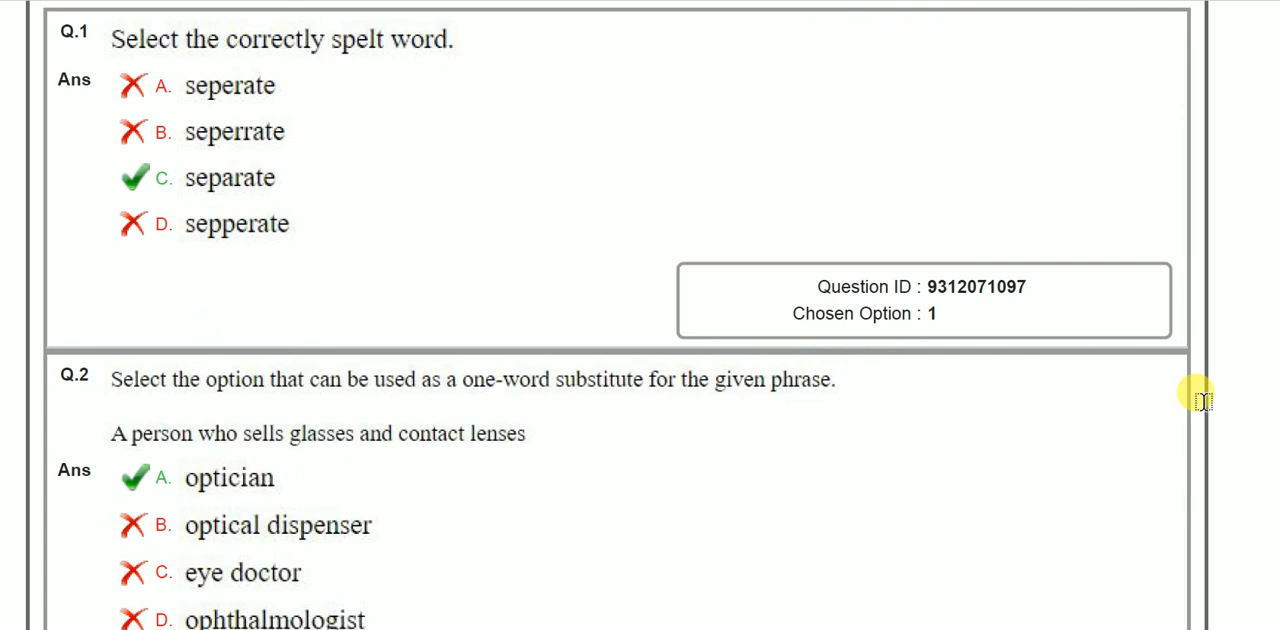 Q.1 Select the correctly spelt word.
Ans A. seperate
B. seperrate
C. separate
D. sepperate
Question ID : 9312071097
Chosen Option : 1
Q.2 Select the option that can be used as a one-word substitute for the given phrase.
A person who sells glasses and contact lenses
Ans A. optician
B. optical dispenser
C. eye doctor
D. ophthalmologist